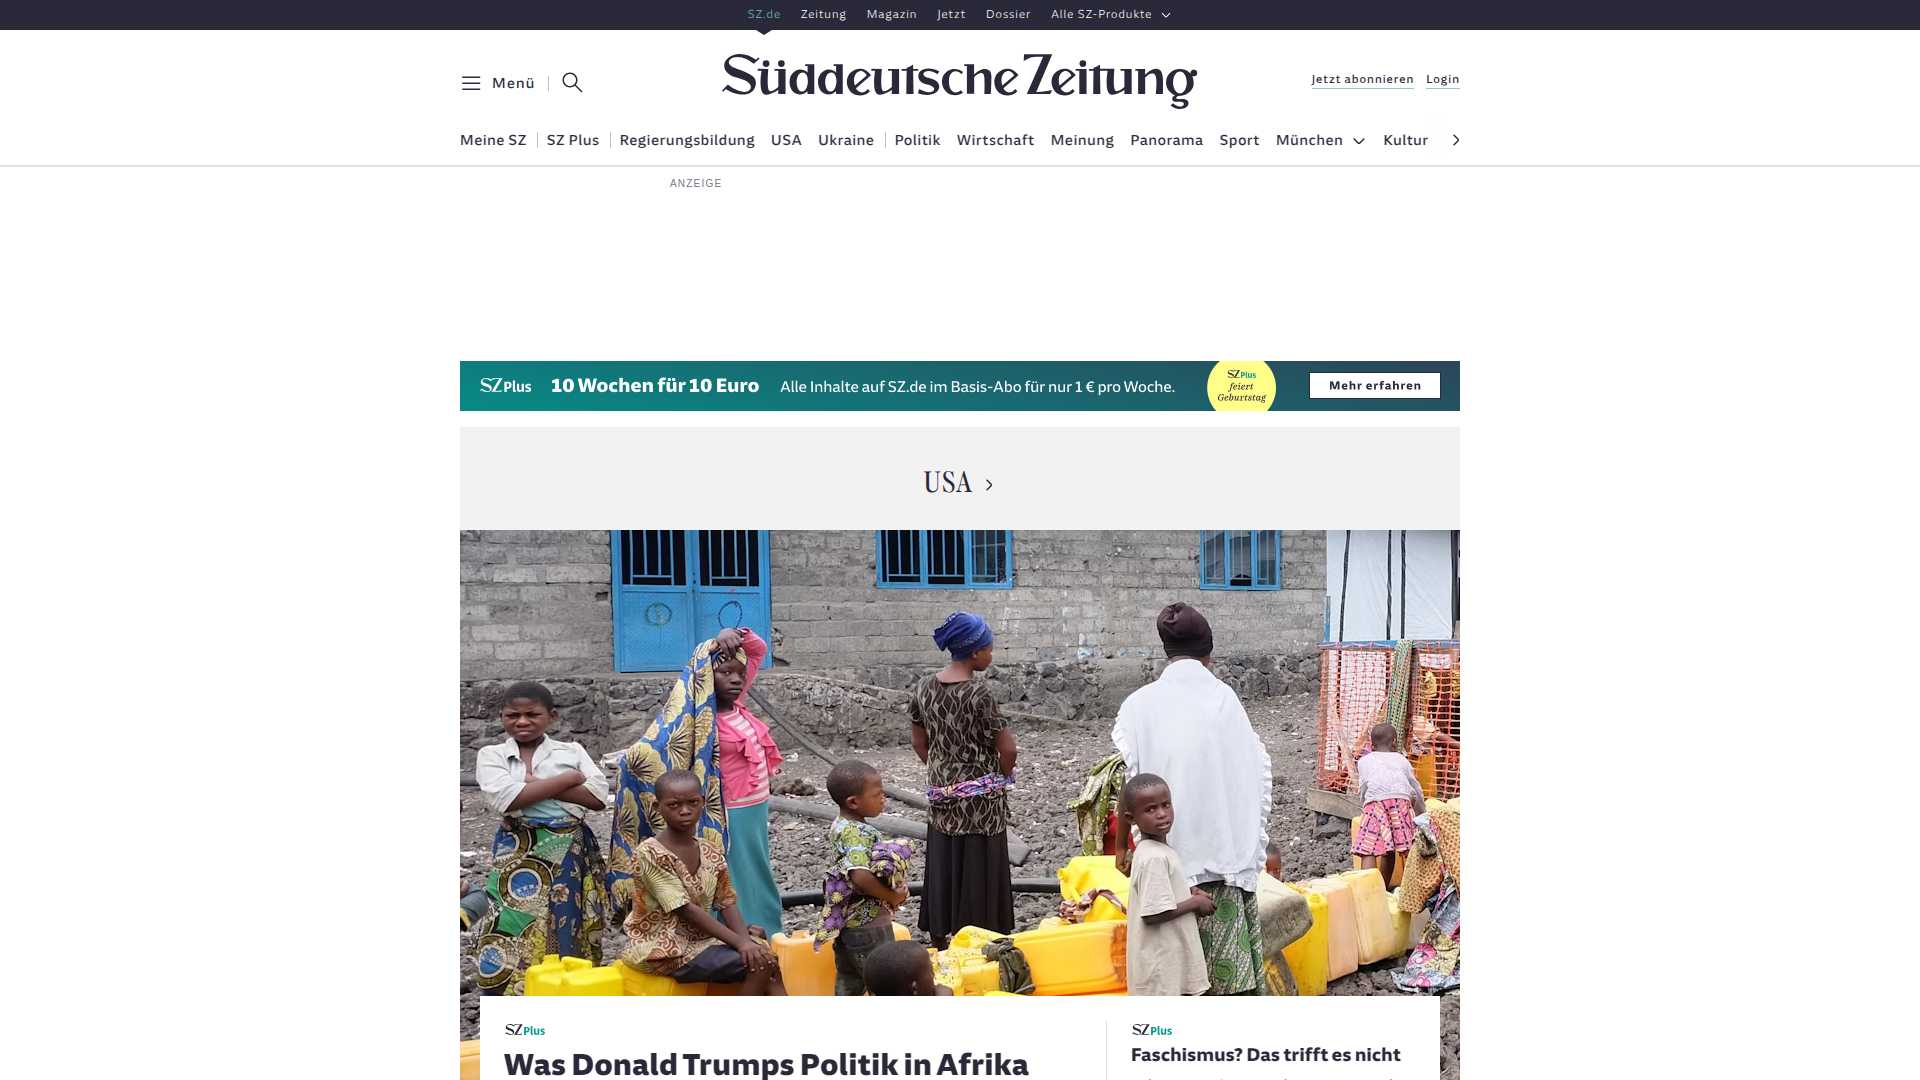 SZ.de Zeitung Magazin Jetzt Dossier Alle SZ-Produkte
Menü
Süddeutsche Zeitung
Jetzt abonnieren Login
Meine SZ SZ Plus Regierungsbildung USA Ukraine Politik Wirtschaft Meinung Panorama Sport München Kultur
ANZEIGE
SZ Plus 10 Wochen für 10 Euro Alle Inhalte auf SZ.de im Basis-Abo für nur 1 € pro Woche.
SZ Plus
feiert
Geburtstag
Mehr erfahren
USA
SZ Plus
Was Donald Trumps Politik in Afrika
SZ Plus
Faschismus? Das trifft es nicht